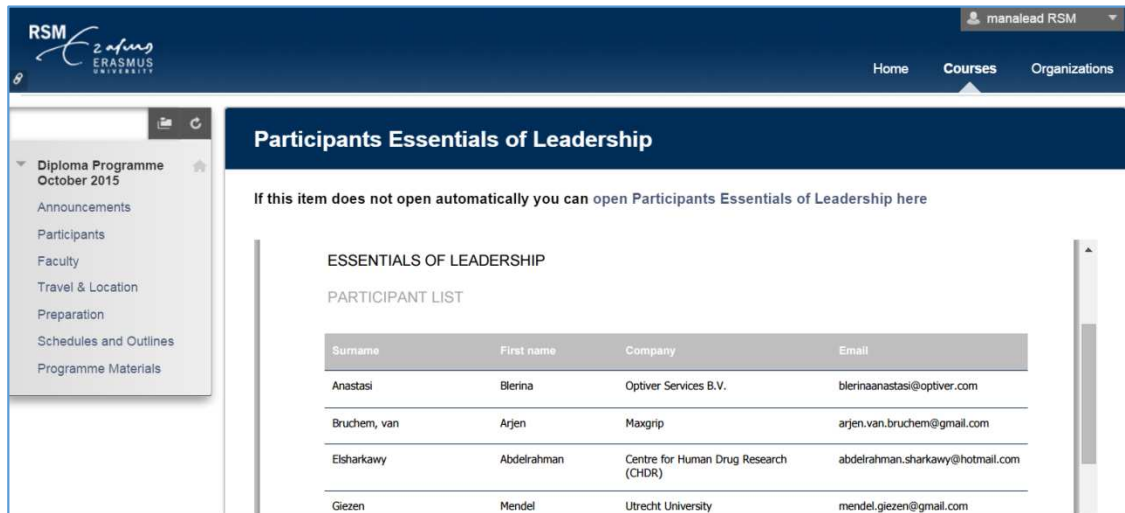 RSM
Erasmus
ERASMUS
UNIVERSITY
manalead RSM
Home Courses Organizations
Diploma Programme
October 2015
Announcements
Participants
Faculty
Travel & Location
Preparation
Schedules and Outlines
Programme Materials
Participants Essentials of Leadership
If this item does not open automatically you can open Participants Essentials of Leadership here
ESSENTIALS OF LEADERSHIP
PARTICIPANT LIST
Surname First name Company Email
Anastasi Blerina Optiver Services B.V. blerinaanastasi@optiver.com
Bruchem, van Arjen Maxgrip arjen.van.bruchem@gmail.com
Elsharkawy Abdelrahman Centre for Human Drug Research abdelrahman.sharkawy@hotmail.com
(CHDR)
Giezen Mendel Utrecht University mendel.giezen@gmail.com